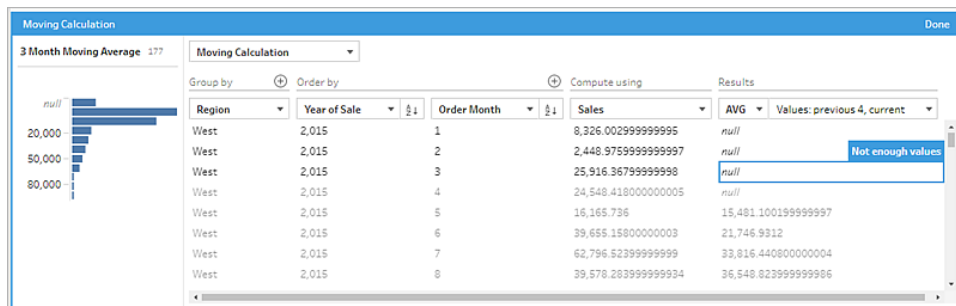 Moving Calculation Done
3 Month Moving Average 177 Moving Calculation
Group by Order by Compute using Results
null Region Year of Sale Order Month Sales AVG Values: previous 4, current
West 2,015 1 8,326.002999999995 null
20,000 West 2,015 2 2,448.9759999999997 null Not enough values
50,000 West 2,015 3 25,916.36799999998 null
80,000 West 2,015 4 24,548.418000000005 null
West 2,015 5 16,165.736 15,481.100199999997
West 2,015 6 39,655.15800000003 21,746.9312
West 2,015 7 62,796.52399999999 33,816.440800000004
West 2,015 8 39,578.283999999934 36,548.823999999986